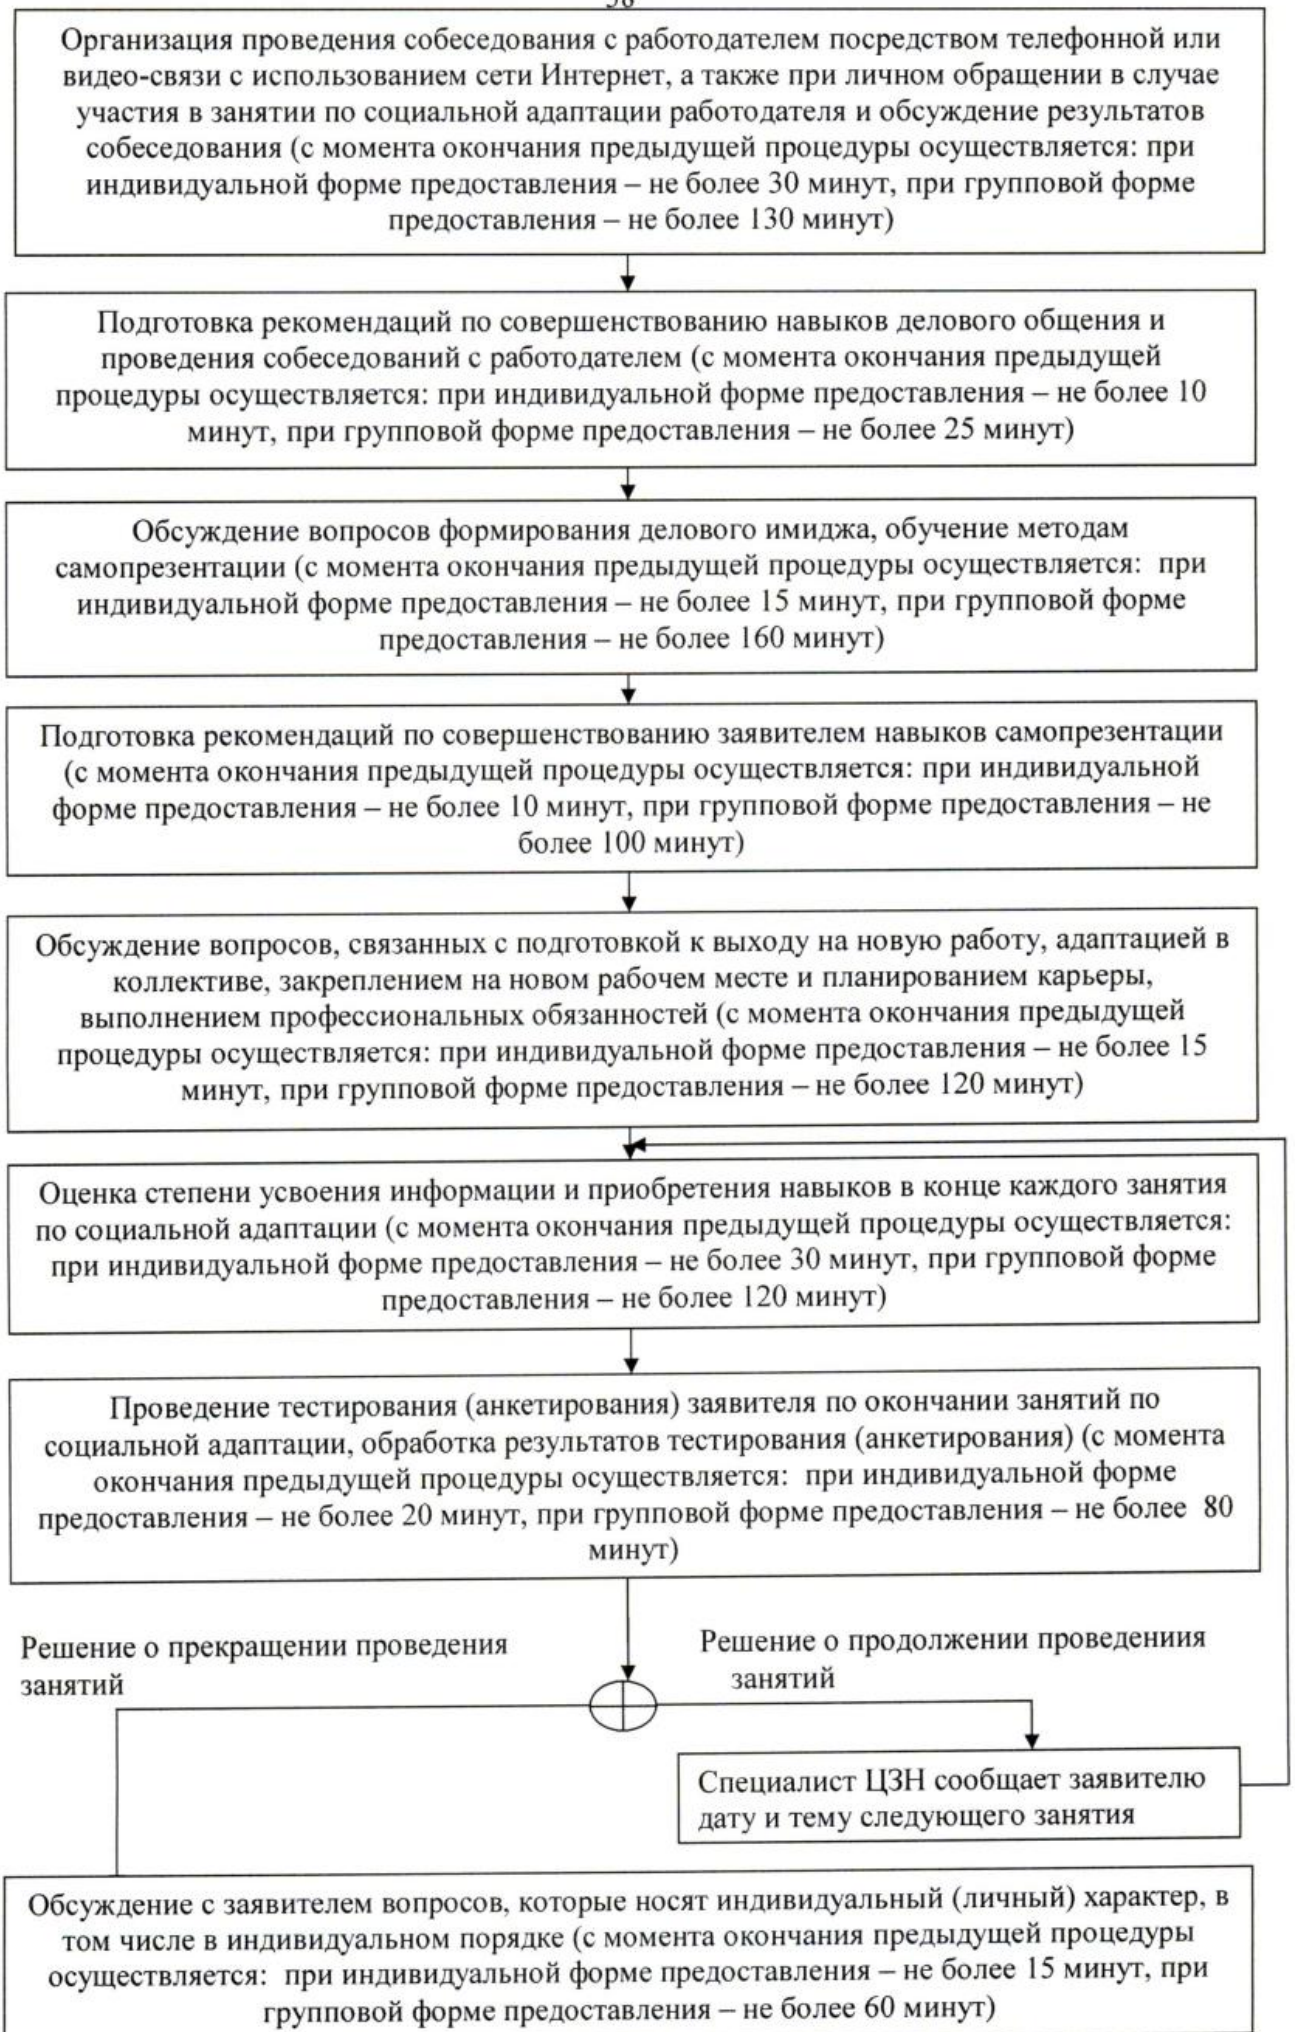 Организация проведения собеседования с работодателем посредством телефонной или
видео-связи с использованием сети Интернет, а также при личном обращении в случае
участия в занятии по социальной адаптации работодателя и обсуждение результатов
собеседования (с момента окончания предыдущей процедуры осуществляется: при
индивидуальной форме предоставления – не более 30 минут, при групповой форме
предоставления – не более 130 минут)
Подготовка рекомендаций по совершенствованию навыков делового общения и
проведения собеседований с работодателем (с момента окончания предыдущей
процедуры осуществляется: при индивидуальной форме предоставления – не более 10
минут, при групповой форме предоставления – не более 25 минут)
Обсуждение вопросов формирования делового имиджа, обучение методам
самопрезентации (с момента окончания предыдущей процедуры осуществляется: при
индивидуальной форме предоставления – не более 15 минут, при групповой форме
предоставления – не более 160 минут)
Подготовка рекомендаций по совершенствованию заявителем навыков самопрезентации
(с момента окончания предыдущей процедуры осуществляется: при индивидуальной
форме предоставления – не более 10 минут, при групповой форме предоставления – не
более 100 минут)
Обсуждение вопросов, связанных с подготовкой к выходу на новую работу, адаптацией в
коллективе, закреплением на новом рабочем месте и планированием карьеры,
выполнением профессиональных обязанностей (с момента окончания предыдущей
процедуры осуществляется: при индивидуальной форме предоставления – не более 15
минут, при групповой форме предоставления – не более 120 минут)
Оценка степени усвоения информации и приобретения навыков в конце каждого занятия
по социальной адаптации (с момента окончания предыдущей процедуры осуществляется:
при индивидуальной форме предоставления – не более 30 минут, при групповой форме
предоставления – не более 120 минут)
Проведение тестирования (анкетирования) заявителя по окончании занятий по
социальной адаптации, обработка результатов тестирования (анкетирования) (с момента
окончания предыдущей процедуры осуществляется: при индивидуальной форме
предоставления – не более 20 минут, при групповой форме предоставления – не более 80
минут)
Решение о прекращении проведения
занятий
Решение о продолжении проведениия
занятий
Специалист ЦЗН сообщает заявителю
дату и тему следующего занятия
Обсуждение с заявителем вопросов, которые носят индивидуальный (личный) характер, в
том числе в индивидуальном порядке (с момента окончания предыдущей процедуры
осуществляется: при индивидуальной форме предоставления – не более 15 минут, при
групповой форме предоставления – не более 60 минут)